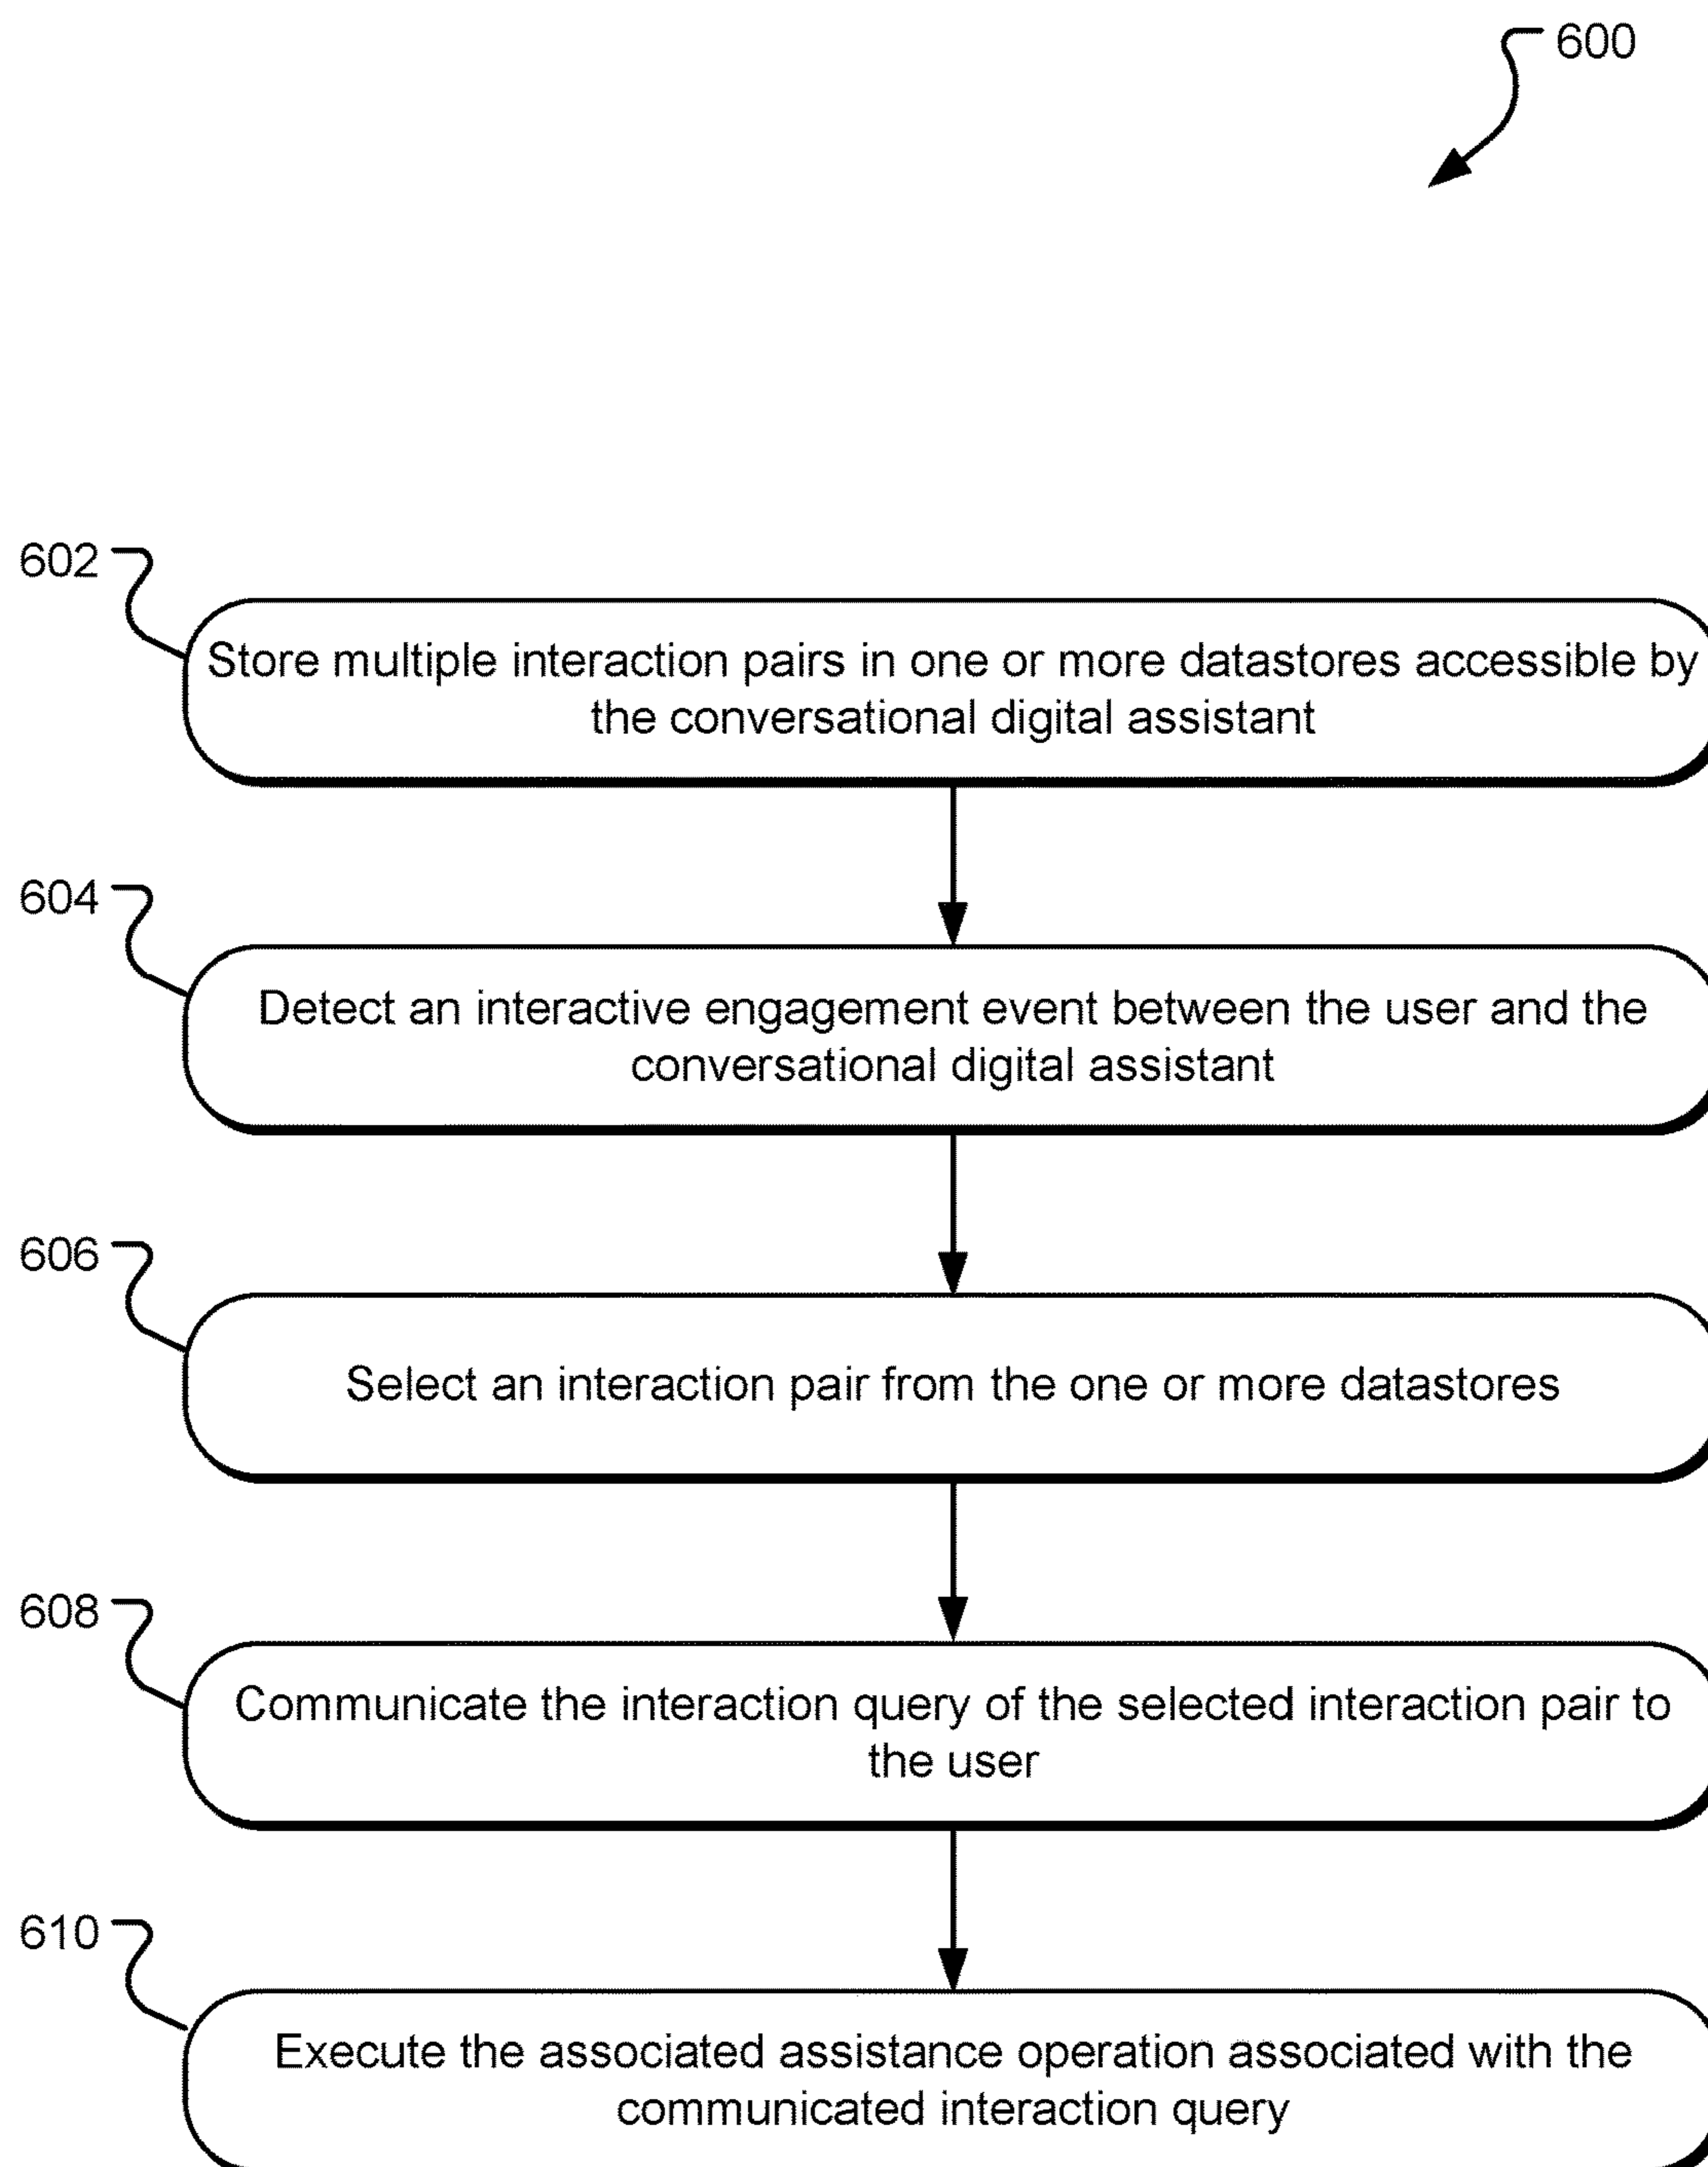 600
602
Store multiple interaction pairs in one or more datastores accessible by
the conversational digital assistant
604
Detect an interactive engagement event between the user and the
conversational digital assistant
606
Select an interaction pair from the one or more datastores
608
Communicate the interaction query of the selected interaction pair to
the user
610
Execute the associated assistance operation associated with the
communicated interaction query